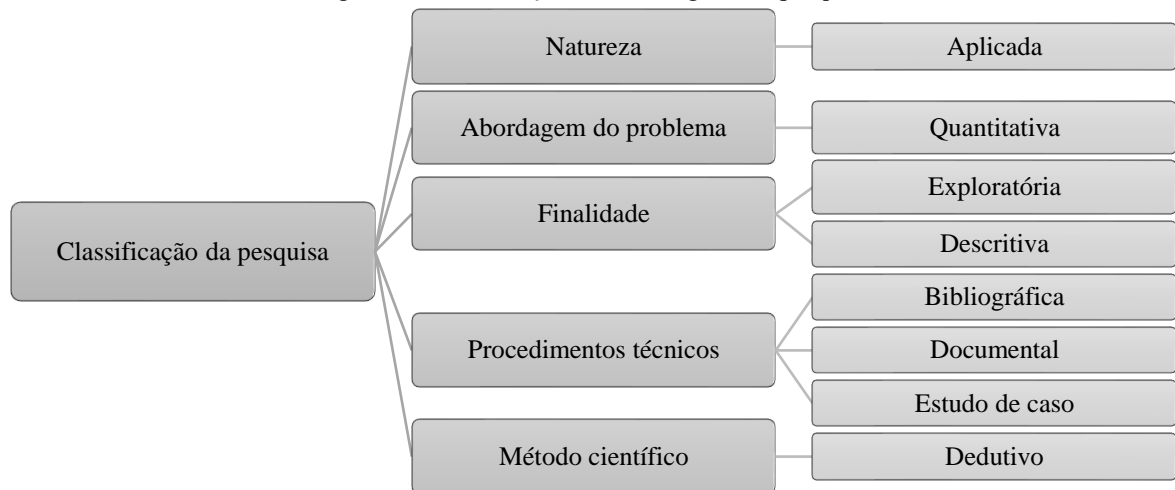 Natureza
Aplicada
Abordagem do problema
Quantitativa
Finalidade
Exploratória
Descritiva
Classificação da pesquisa
Procedimentos técnicos
Bibliográfica
Documental
Estudo de caso
Método científico
Dedutivo